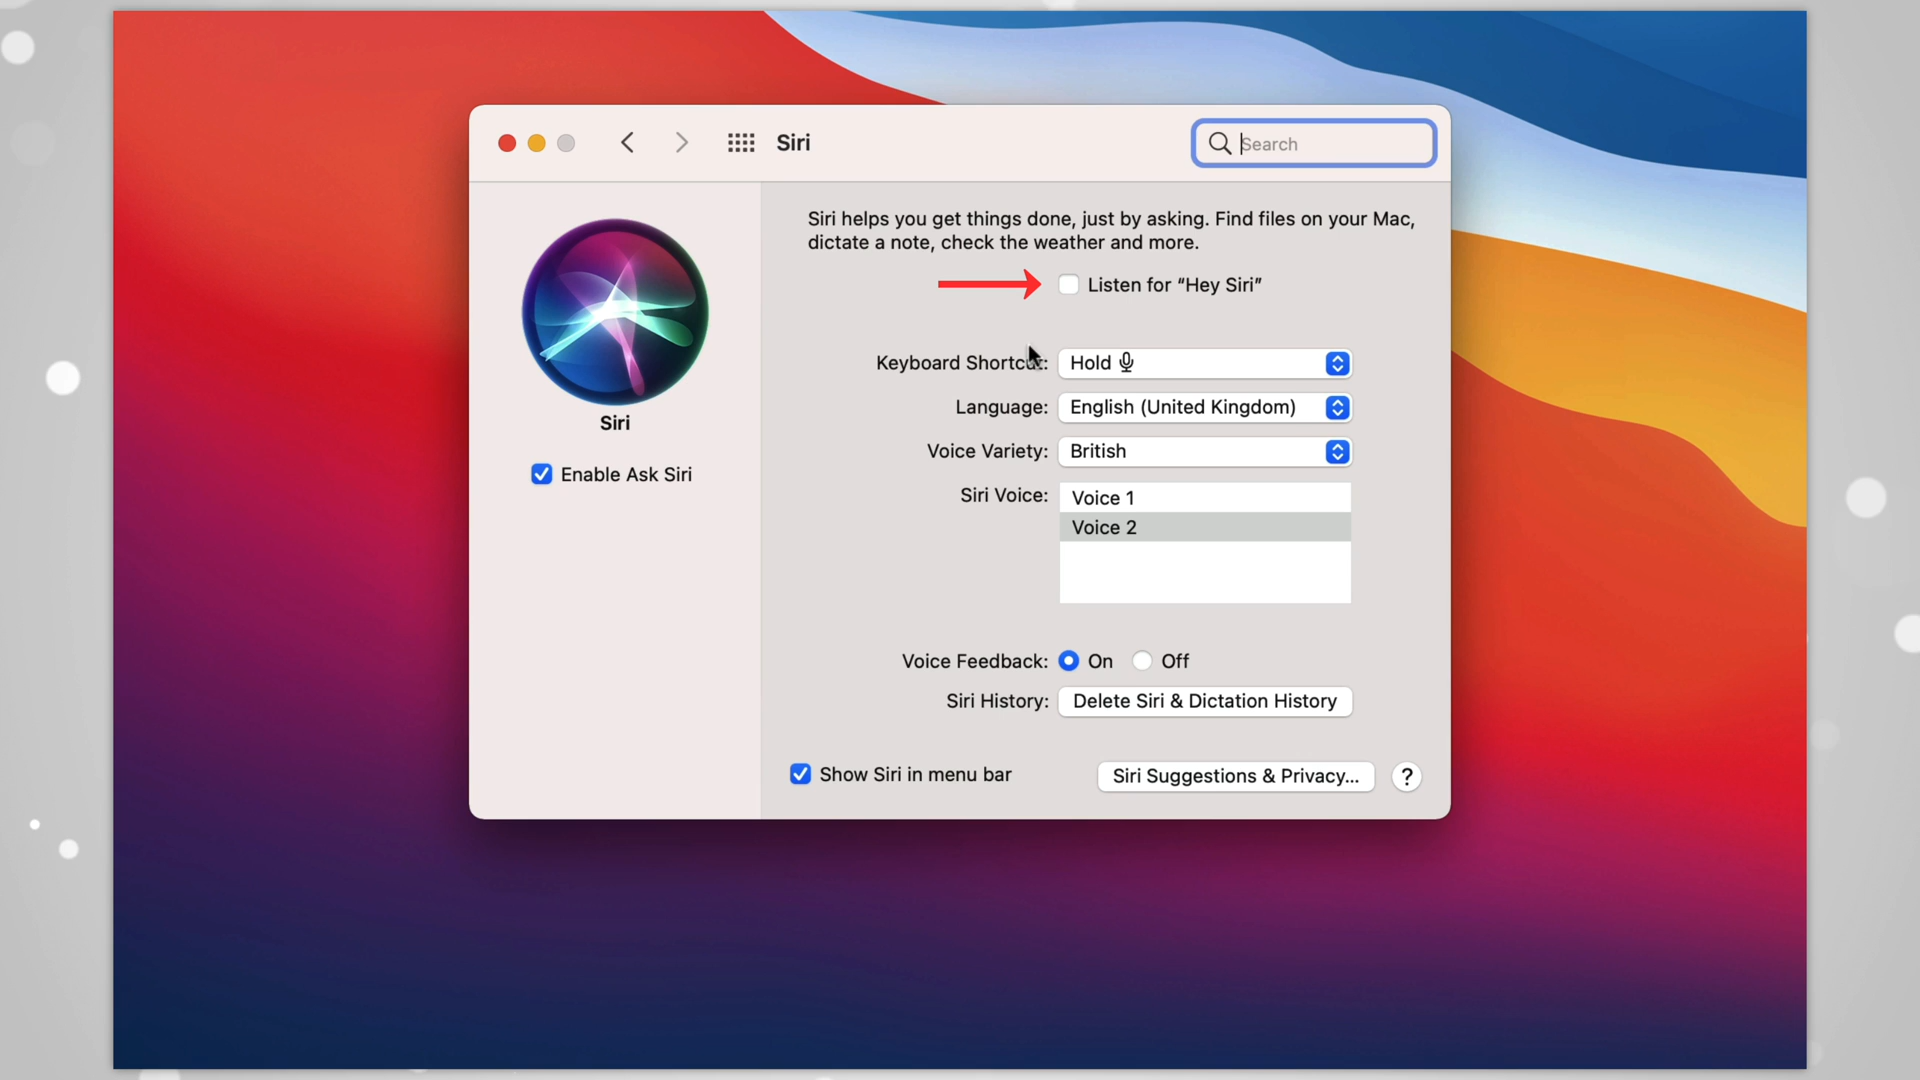 Siri
Search
Siri helps you get things done, just by asking. Find files on your Mac,
dictate a note, check the weather and more.
Listen for “Hey Siri”
Siri
Enable Ask Siri
Keyboard Shortcut: Hold
Language: English (United Kingdom)
Voice Variety: British
Siri Voice: Voice 1
Voice 2
Voice Feedback: On Off
Siri History: Delete Siri & Dictation History
Show Siri in menu bar
Siri Suggestions & Privacy... ?